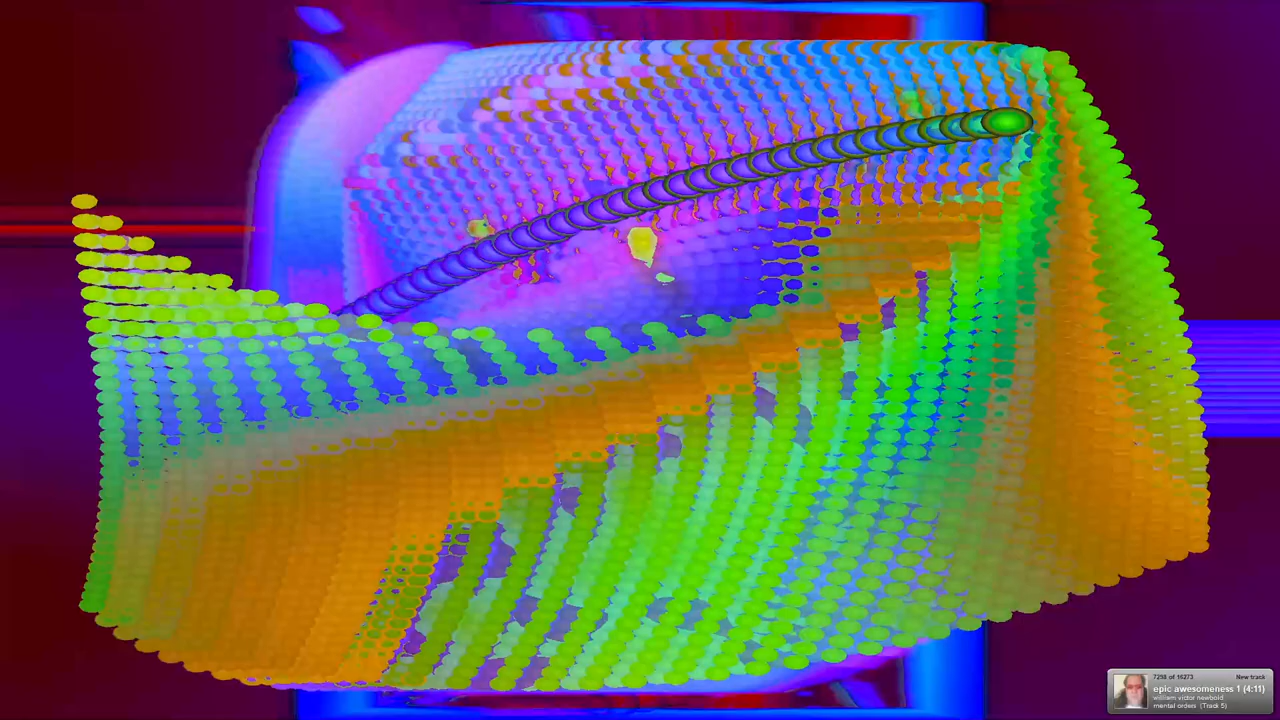 7258 of 16273 New track
epic awesomeness 1 (4:11)
william victor newbold
mental orders (Track 5)